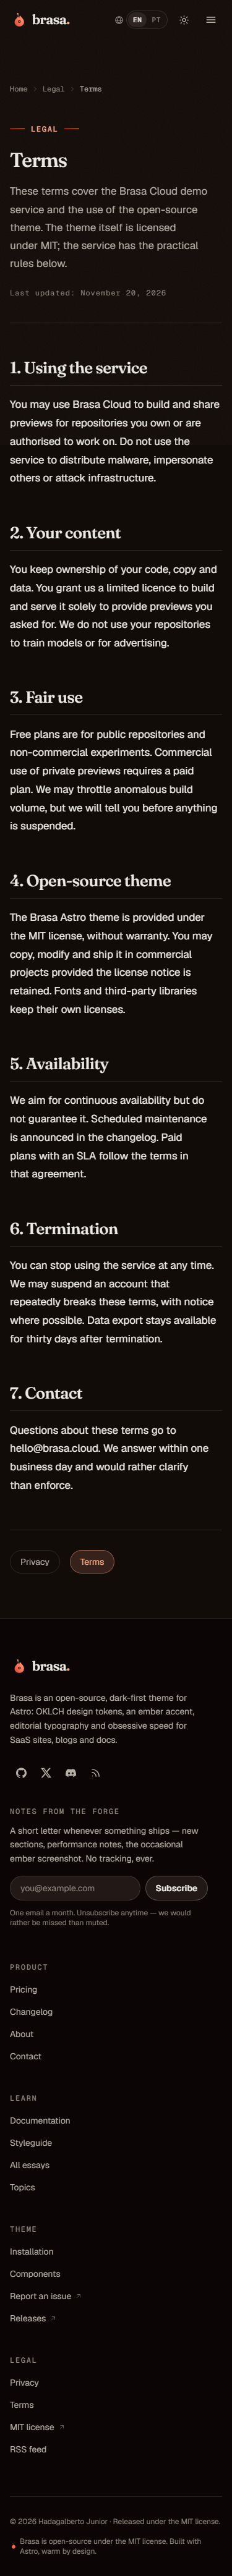 brasa.
EN PT
Home > Legal > Terms
LEGAL
Terms
These terms cover the Brasa Cloud demo
service and the use of the open-source
theme. The theme itself is licensed
under MIT; the service has the practical
rules below.
Last updated: November 20, 2026
1. Using the service
You may use Brasa Cloud to build and share
previews for repositories you own or are
authorised to work on. Do not use the
service to distribute malware, impersonate
others or attack infrastructure.
2. Your content
You keep ownership of your code, copy and
data. You grant us a limited licence to build
and serve it solely to provide previews you
asked for. We do not use your repositories
to train models or for advertising.
3. Fair use
Free plans are for public repositories and
non-commercial experiments. Commercial
use of private previews requires a paid
plan. We may throttle anomalous build
volume, but we will tell you before anything
is suspended.
4. Open-source theme
The Brasa Astro theme is provided under
the MIT license, without warranty. You may
copy, modify and ship it in commercial
projects provided the license notice is
retained. Fonts and third-party libraries
keep their own licenses.
5. Availability
We aim for continuous availability but do
not guarantee it. Scheduled maintenance
is announced in the changelog. Paid
plans with an SLA follow the terms in
that agreement.
6. Termination
You can stop using the service at any time.
We may suspend an account that
repeatedly breaks these terms, with notice
where possible. Data export stays available
for thirty days after termination.
7. Contact
Questions about these terms go to
hello@brasa.cloud. We answer within one
business day and would rather clarify
than enforce.
Privacy Terms
brasa.
Brasa is an open-source, dark-first theme for
Astro: OKLCH design tokens, an ember accent,
editorial typography and obsessive speed for
SaaS sites, blogs and docs.
NOTES FROM THE FORGE
A short letter whenever something ships — new
sections, performance notes, the occasional
ember screenshot. No tracking, ever.
you@example.com Subscribe
One email a month. Unsubscribe anytime — we would
rather be missed than muted.
PRODUCT
Pricing
Changelog
About
Contact
LEARN
Documentation
Styleguide
All essays
Topics
THEME
Installation
Components
Report an issue ↗
Releases ↗
LEGAL
Privacy
Terms
MIT license ↗
RSS feed
© 2026 Hadagalberto Junior · Released under the MIT license.
Brasa is open-source under the MIT license. Built with
Astro, warm by design.